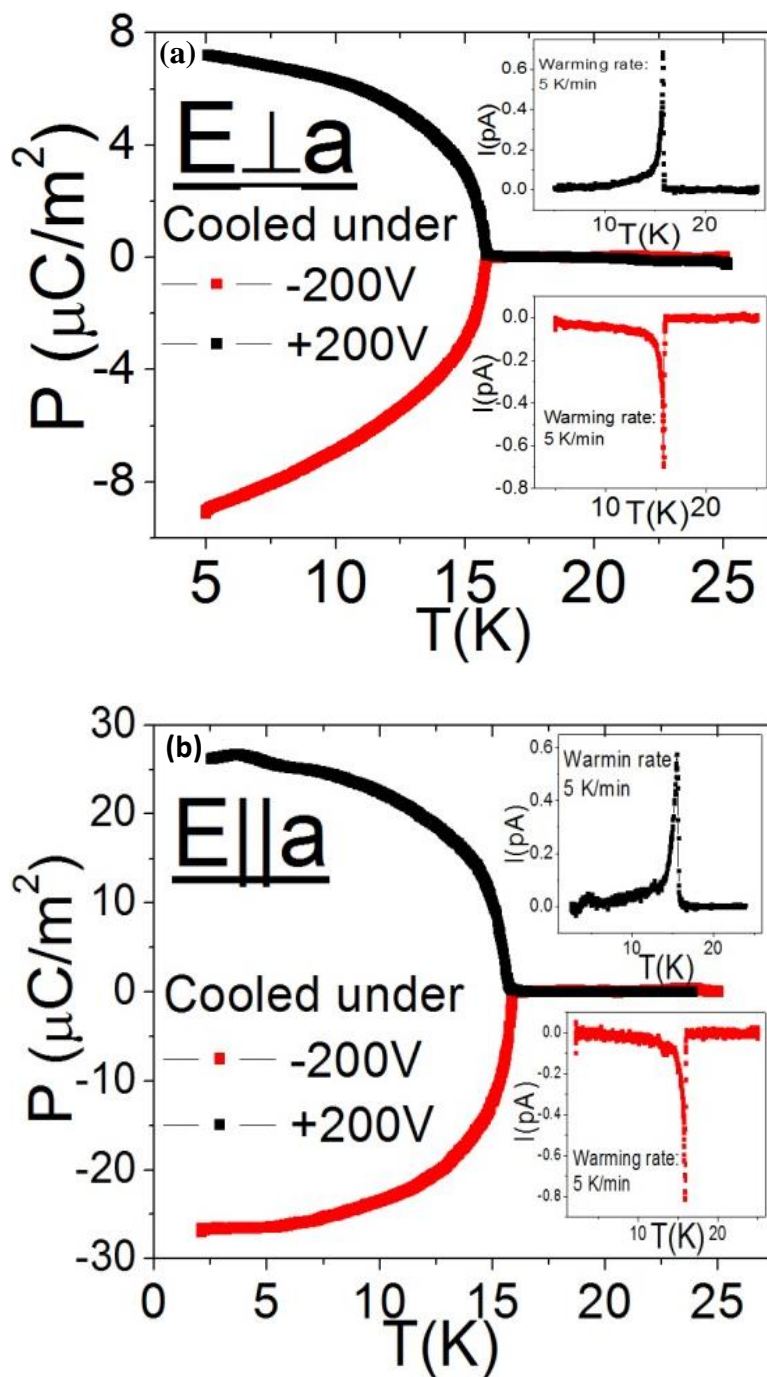 (a)
8
4
0
-4
-8
P (μC/m²)
E⊥a
Cooled under
-200V
+200V
5 10 15 20 25
T(K)
Warming rate:
5 K/min
0.6
0.4
0.2
0.0
I(pA)
10 20
T(K)
0.0
-0.2
-0.4
-0.6
-0.8
I(pA)
Warming rate:
5 K/min
10 T(K) 20
(b)
30
20
10
0
-10
-20
-30
P (μC/m²)
E||a
Cooled under
-200V
+200V
0 5 10 15 20 25
T(K)
Warmin rate:
5 K/min
0.6
0.4
0.2
0.0
I(pA)
10 20
T(K)
0.0
-0.2
-0.4
-0.6
-0.8
I(pA)
Warming rate:
5 K/min
10 T(K) 20